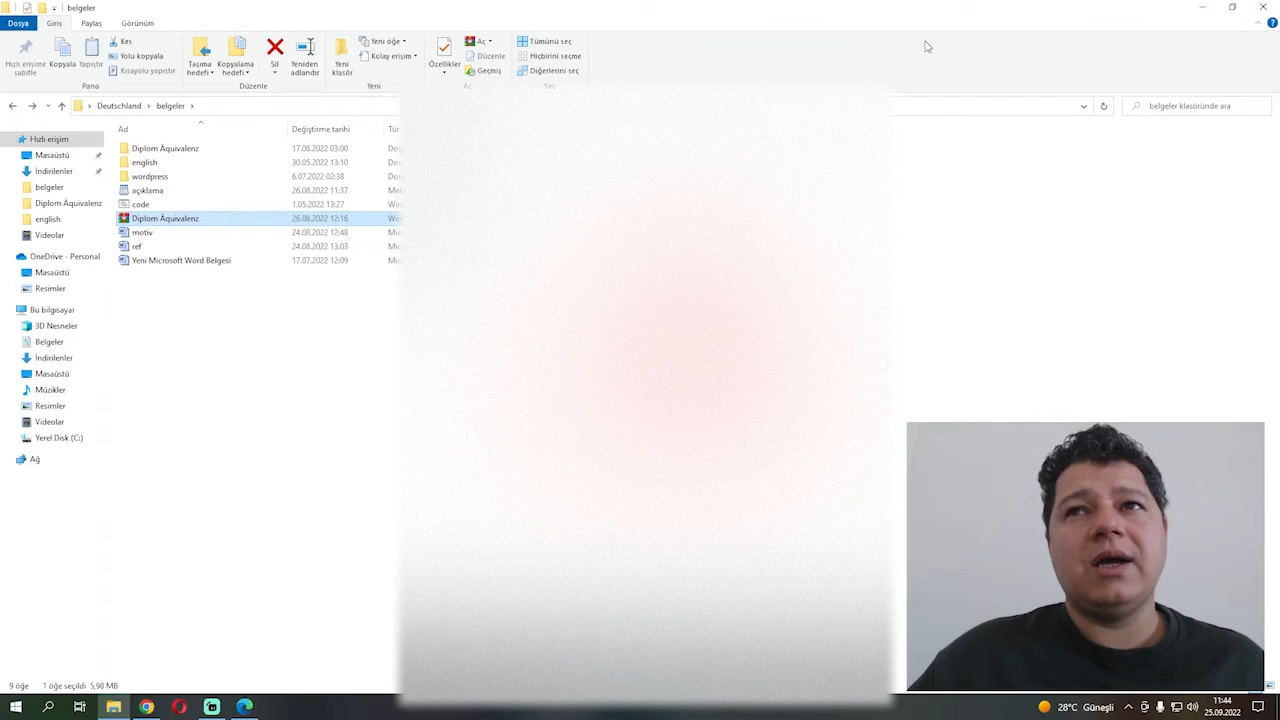 belgeler
Dosya Giriş Paylaş Görünüm
Hızlı erişime sabitle
Kopyala
Yapıştır
Kes
Yolu kopyala
Kısayolu yapıştır
Pano
Taşıma hedefi
Kopyalama hedefi
Sil
Yeniden adlandır
Düzenle
Yeni klasör
Yeni öğe
Kolay erişim
Yeni
Özellikler
Aç
Düzenle
Geçmiş
Aç
Tümünü seç
Hiçbirini seçme
Diğerlerini seç
Seç
Deutschland > belgeler >
belgeler klasöründe ara
Ad Değiştirme tarihi Tür
Diplom Äquivalenz 17.08.2022 03:00
english 30.05.2022 13:10
wordpress 6.07.2022 02:38
açıklama 26.08.2022 11:37
code 1.05.2022 13:27
Diplom Äquivalenz 26.08.2022 12:16
motiv 24.08.2022 12:48
ref 24.08.2022 13:03
Yeni Microsoft Word Belgesi 17.07.2022 12:09
Hızlı erişim
Masaüstü
İndirilenler
belgeler
Diplom Äquivalenz
english
Videolar
OneDrive - Personal
Masaüstü
Resimler
Bu bilgisayar
3D Nesneler
Belgeler
İndirilenler
Masaüstü
Müzikler
Resimler
Videolar
Yerel Disk (C:)
Ağ
9 öğe 1 öğe seçildi 5,98 MB
28°C Güneşli
11:44
25.09.2022